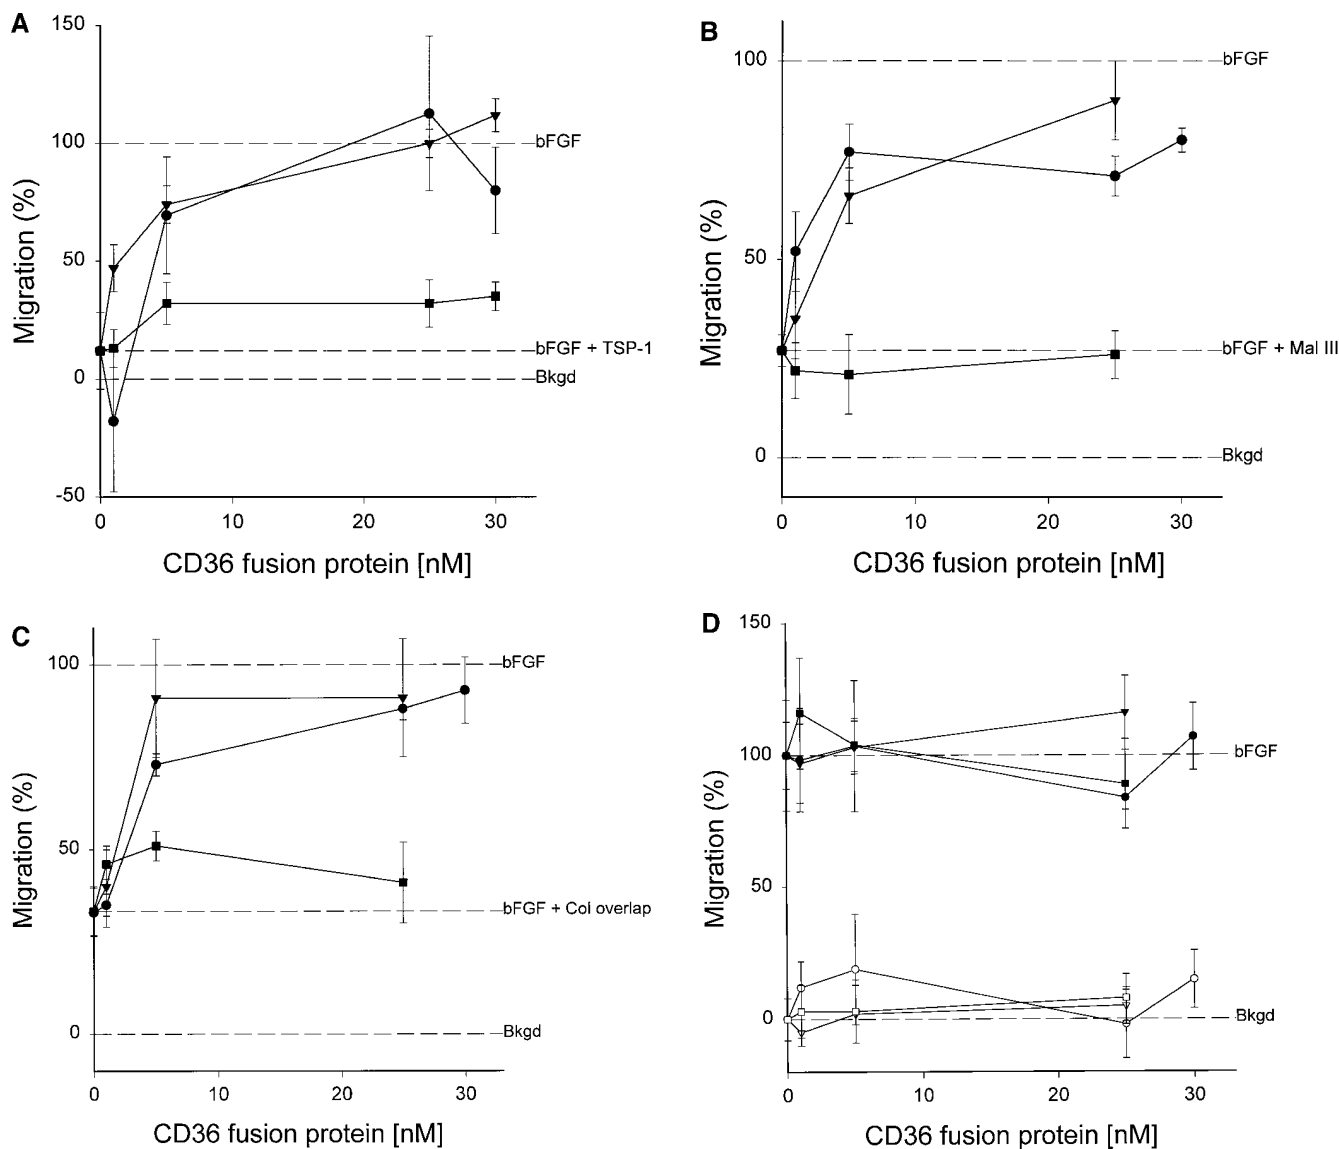 A
150
100
50
0
-50
Migration (%)
bFGF
bFGF + TSP-1
Bkgd
0 10 20 30
CD36 fusion protein [nM]
B
100
50
0
Migration (%)
bFGF
bFGF + Mal III
Bkgd
0 10 20 30
CD36 fusion protein [nM]
C
100
50
0
Migration (%)
bFGF
bFGF + Col overlap
Bkgd
0 10 20 30
CD36 fusion protein [nM]
D
150
100
50
0
Migration (%)
bFGF
Bkgd
0 10 20 30
CD36 fusion protein [nM]